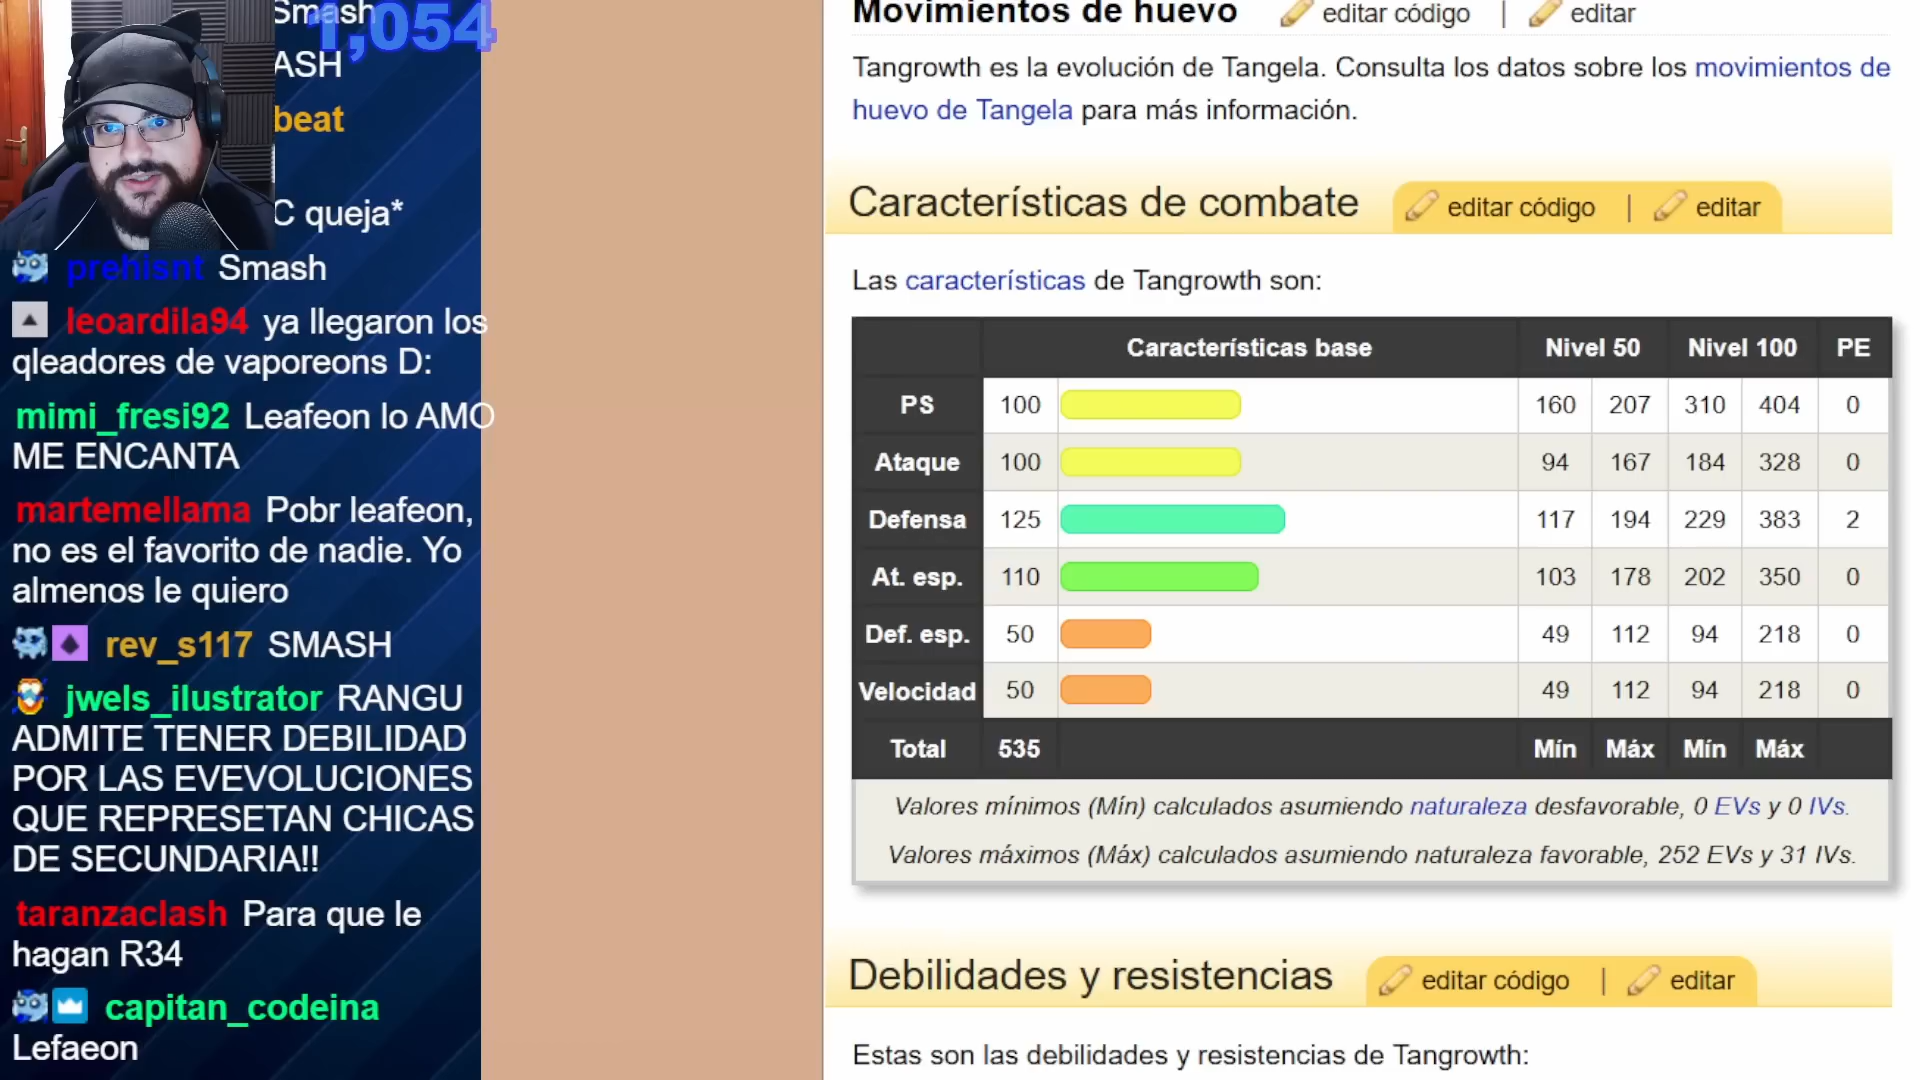 Smash
1,054
ASH
beat
C queja*
prehisnt Smash
leoardila94 ya llegaron los
qleadores de vaporeons D:
mimi_fresi92 Leafeon lo AMO
ME ENCANTA
martemellama Pobr leafeon,
no es el favorito de nadie. Yo
almenos le quiero
rev_s117 SMASH
jwels_ilustrator RANGU
ADMITE TENER DEBILIDAD
POR LAS EVEVOLUCIONES
QUE REPRESETAN CHICAS
DE SECUNDARIA!!
taranzaclash Para que le
hagan R34
capitan_codeina
Lefaeon
Movimientos de huevo editar código | editar
Tangrowth es la evolución de Tangela. Consulta los datos sobre los movimientos de
huevo de Tangela para más información.
Características de combate editar código | editar
Las características de Tangrowth son:
Características base Nivel 50 Nivel 100 PE
PS 100 160 207 310 404 0
Ataque 100 94 167 184 328 0
Defensa 125 117 194 229 383 2
At. esp. 110 103 178 202 350 0
Def. esp. 50 49 112 94 218 0
Velocidad 50 49 112 94 218 0
Total 535 Mín Máx Mín Máx
Valores mínimos (Mín) calculados asumiendo naturaleza desfavorable, 0 EVs y 0 IVs.
Valores máximos (Máx) calculados asumiendo naturaleza favorable, 252 EVs y 31 IVs.
Debilidades y resistencias editar código | editar
Estas son las debilidades y resistencias de Tangrowth: